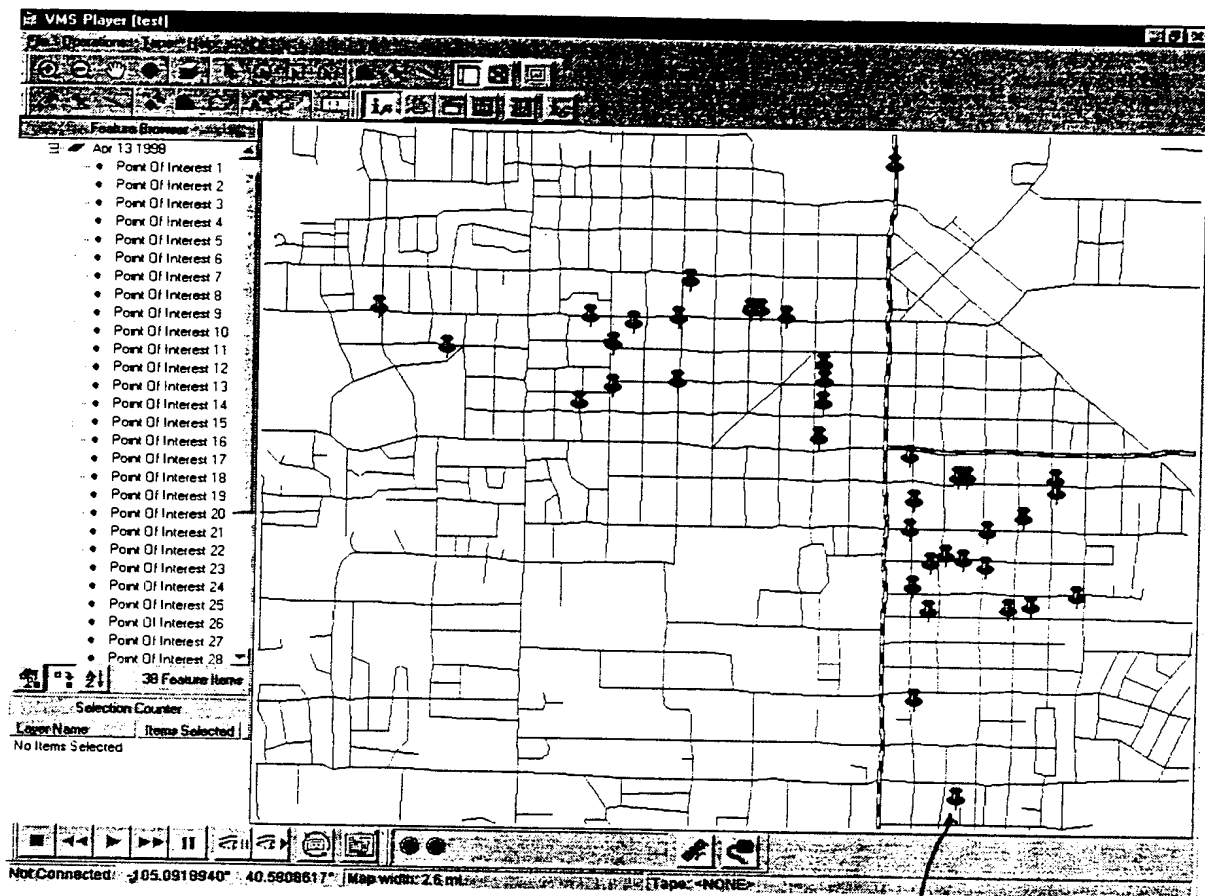 VMS Player [test]
File Operations Tape Help
Feature Browser
Apr 13 1998
Point Of Interest 1
Point Of Interest 2
Point Of Interest 3
Point Of Interest 4
Point Of Interest 5
Point Of Interest 6
Point Of Interest 7
Point Of Interest 8
Point Of Interest 9
Point Of Interest 10
Point Of Interest 11
Point Of Interest 12
Point Of Interest 13
Point Of Interest 14
Point Of Interest 15
Point Of Interest 16
Point Of Interest 17
Point Of Interest 18
Point Of Interest 19
Point Of Interest 20
Point Of Interest 21
Point Of Interest 22
Point Of Interest 23
Point Of Interest 24
Point Of Interest 25
Point Of Interest 26
Point Of Interest 27
Point Of Interest 28
38 Feature Items
Selection Counter
Layer Name Items Selected
No Items Selected
Not Connected -105.0918940° 40.5808617° Map width: 2.6 mi. Tape: <NONE>